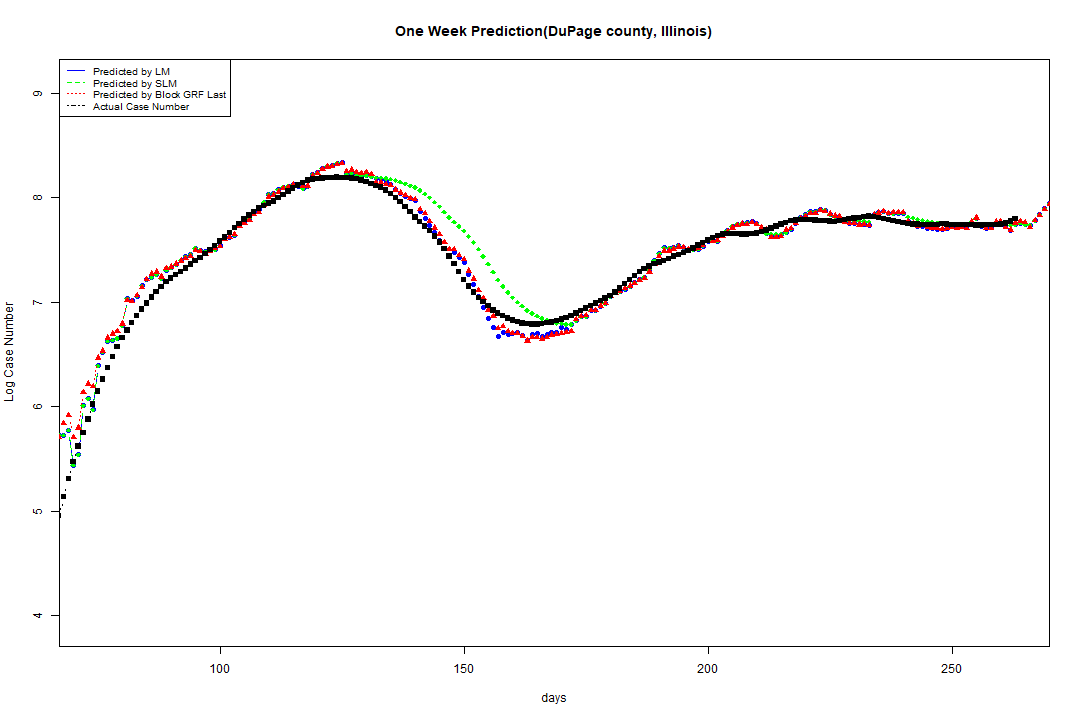 One Week Prediction(DuPage county, Illinois)
Predicted by LM
Predicted by SLM
Predicted by Block GRF Last
Actual Case Number
9
8
7
6
5
4
Log Case Number
100 150 200 250
days